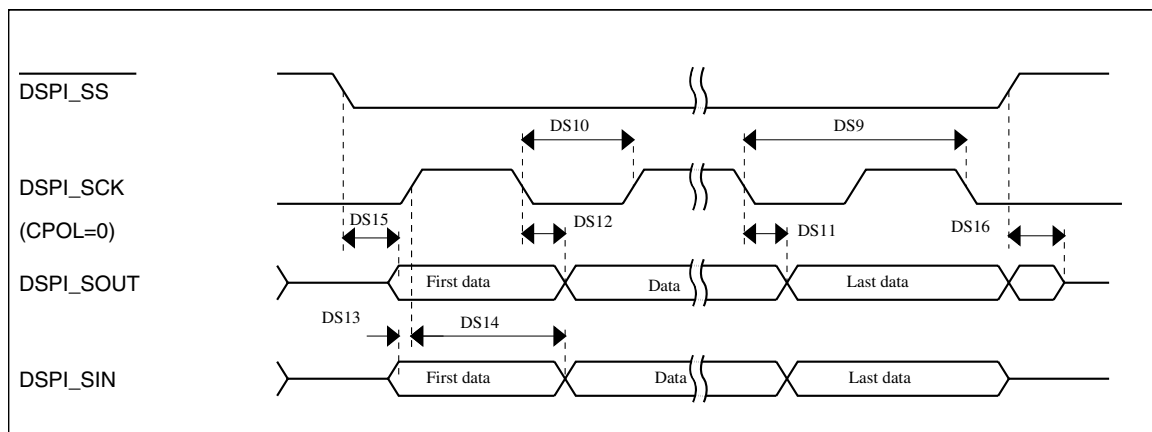 DSPI_SS
DS10
DS9
DSPI_SCK
DS15
DS12
DS11
DS16
(CPOL=0)
DSPI_SOUT
First data
Data
Last data
DS13
DS14
DSPI_SIN
First data
Data
Last data